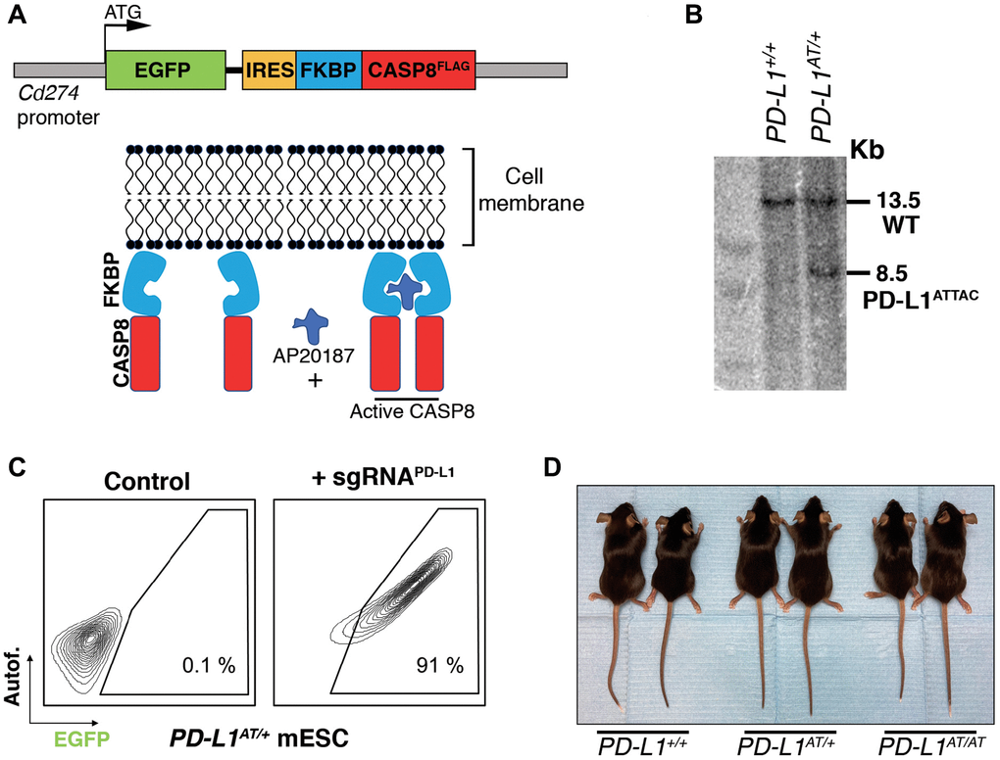 A
ATG
EGFP
IRES
FKBP
CASP8FLAG
Cd274
promoter
Cell
membrane
FKBP
CASP8
AP20187
+
Active CASP8
B
PD-L1+/+
PD-L1AT/+
Kb
13.5
WT
8.5
PD-L1ATTAC
C
Control
+ sgRNAPD-L1
0.1 %
91 %
Autof.
EGFP
PD-L1AT/+ mESC
D
PD-L1+/+
PD-L1AT/+
PD-L1AT/AT